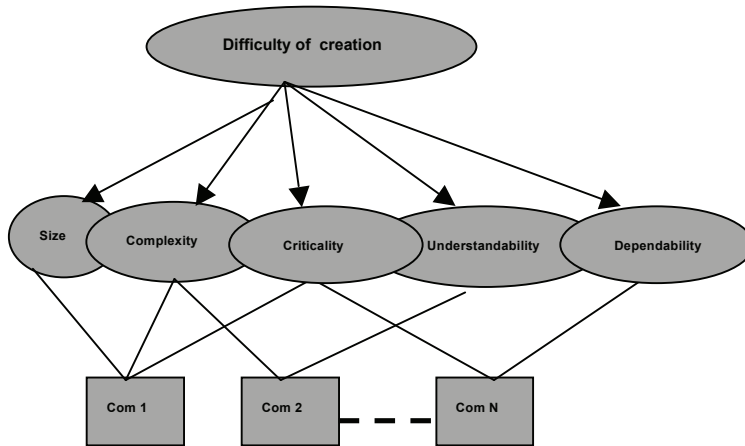 Difficulty of creation
Size
Complexity
Criticality
Understandability
Dependability
Com 1
Com 2
Com N